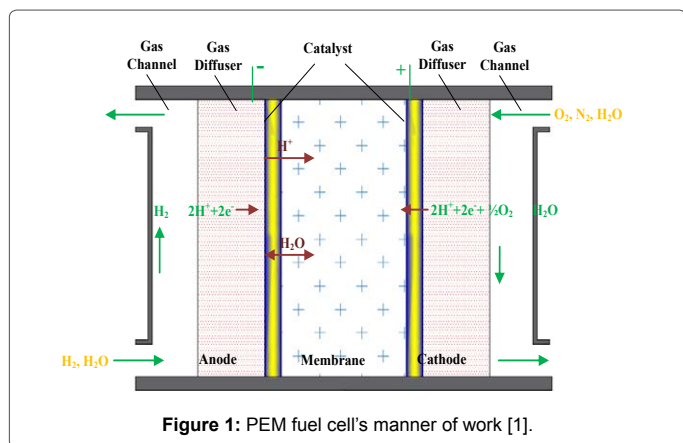 Gas
Channel
Gas
Diffuser
-
Catalyst
+
Gas
Diffuser
Gas
Channel
O₂, N₂, H₂O
H⁺
H₂
2H⁺+2e⁻
2H⁺+2e⁻+ ½O₂
H₂O
H₂O
H₂, H₂O
Anode
Membrane
Cathode
Figure 1: PEM fuel cell's manner of work [1].